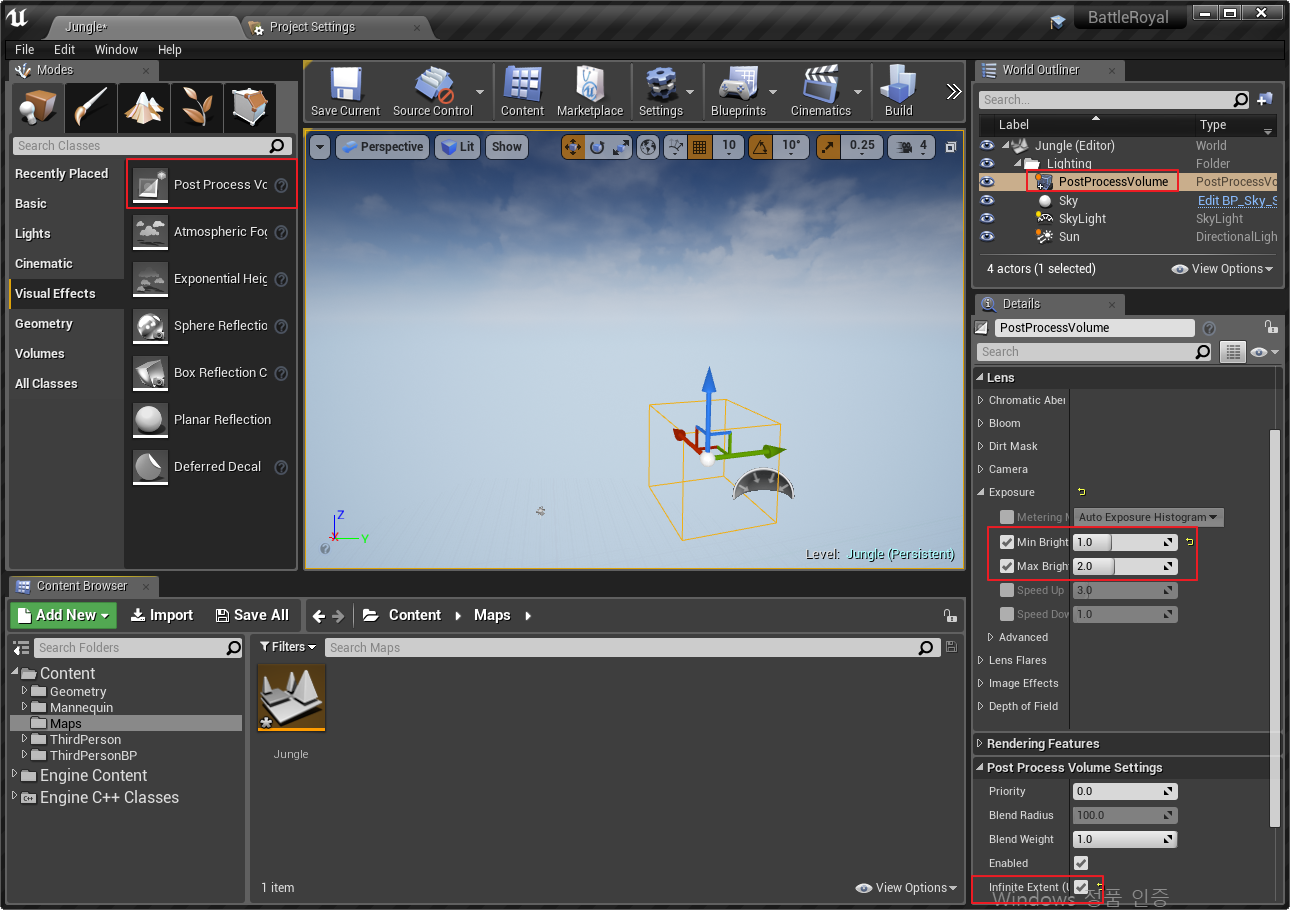 Jungle*
Project Settings
BattleRoyal
File Edit Window Help
Modes
Search Classes
Recently Placed
Basic
Lights
Cinematic
Visual Effects
Geometry
Volumes
All Classes
Post Process Vo
Atmospheric Fog
Exponential Heig
Sphere Reflectio
Box Reflection C
Planar Reflection
Deferred Decal
Save Current
Source Control
Content
Marketplace
Settings
Blueprints
Cinematics
Build
Perspective
Lit
Show
10
10°
0.25
4
Z
X
Y
Level: Jungle (Persistent)
World Outliner
Search...
Label Type
Jungle (Editor) World
Lighting Folder
PostProcessVolume PostProcessVo
Sky Edit BP_Sky_S
SkyLight SkyLight
Sun DirectionalLigh
4 actors (1 selected)
View Options
Details
PostProcessVolume
Search
Lens
Chromatic Aber
Bloom
Dirt Mask
Camera
Exposure
Metering M Auto Exposure Histogram
Min Bright 1.0
Max Brigh 2.0
Speed Up 3.0
Speed Dow 1.0
Advanced
Lens Flares
Image Effects
Depth of Field
Rendering Features
Post Process Volume Settings
Priority 0.0
Blend Radius 100.0
Blend Weight 1.0
Enabled
Infinite Extent (U
Windows 정품 인증
Content Browser
Add New
Import
Save All
Content
Maps
Search Folders
Content
Geometry
Mannequin
Maps
ThirdPerson
ThirdPersonBP
Engine Content
Engine C++ Classes
Filters
Search Maps
Jungle
1 item
View Options